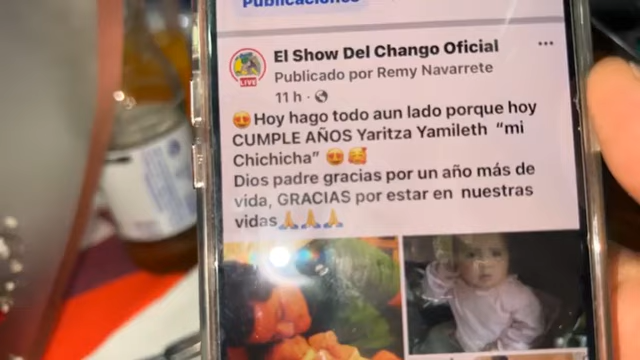 Publicaciones
El Show Del Chango Oficial
LIVE
Publicado por Remy Navarrete
11 h ·
😍Hoy hago todo aun lado porque hoy
CUMPLE AÑOS Yaritza Yamileth “mi
Chichicha” 😍🥳
Dios padre gracias por un año más de
vida, GRACIAS por estar en nuestras
vidas🙏🙏🙏